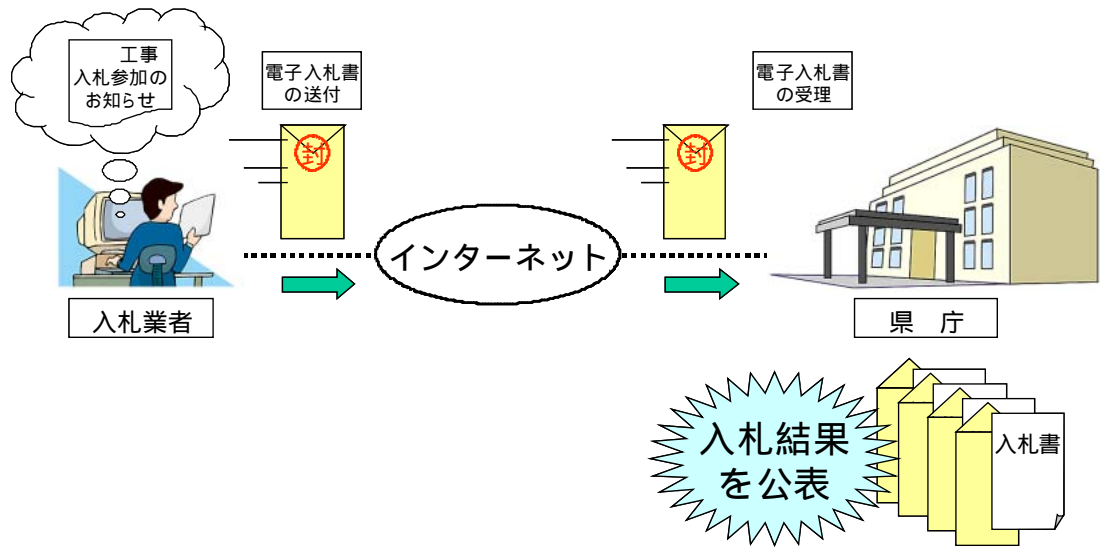 工事
入札参加の
お知らせ
電子入札書
の送付
電子入札書
の受理
封
封
インターネット
入札業者
県 庁
入札結果
を公表
入札書